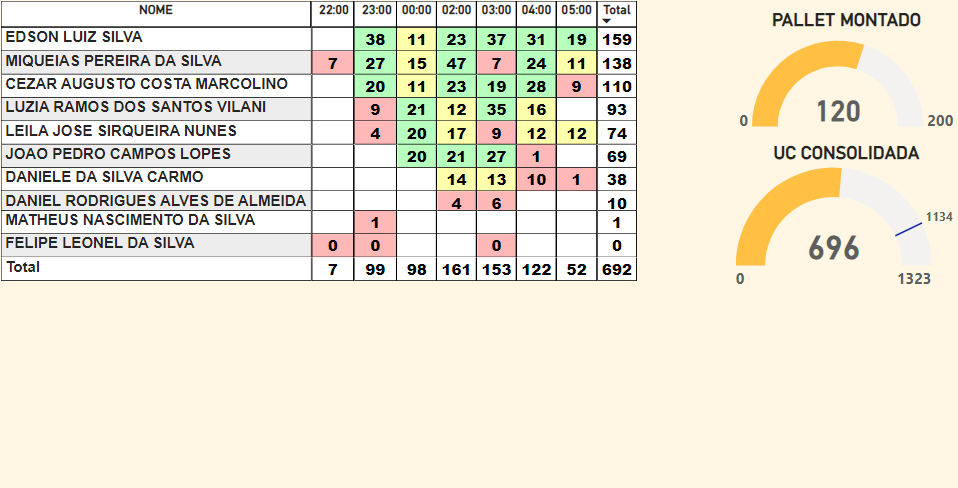 NOME 22:00 23:00 00:00 02:00 03:00 04:00 05:00 Total
EDSON LUIZ SILVA 38 11 23 37 31 19 159
MIQUEIAS PEREIRA DA SILVA 7 27 15 47 7 24 11 138
CEZAR AUGUSTO COSTA MARCOLINO 20 11 23 19 28 9 110
LUZIA RAMOS DOS SANTOS VILANI 9 21 12 35 16 93
LEILA JOSE SIRQUEIRA NUNES 4 20 17 9 12 12 74
JOAO PEDRO CAMPOS LOPES 20 21 27 1 69
DANIELE DA SILVA CARMO 14 13 10 1 38
DANIEL RODRIGUES ALVES DE ALMEIDA 4 6 10
MATHEUS NASCIMENTO DA SILVA 1 1
FELIPE LEONEL DA SILVA 0 0 0 0
Total 7 99 98 161 153 122 52 692
PALLET MONTADO
120
0 200
UC CONSOLIDADA
1134
696
0 1323